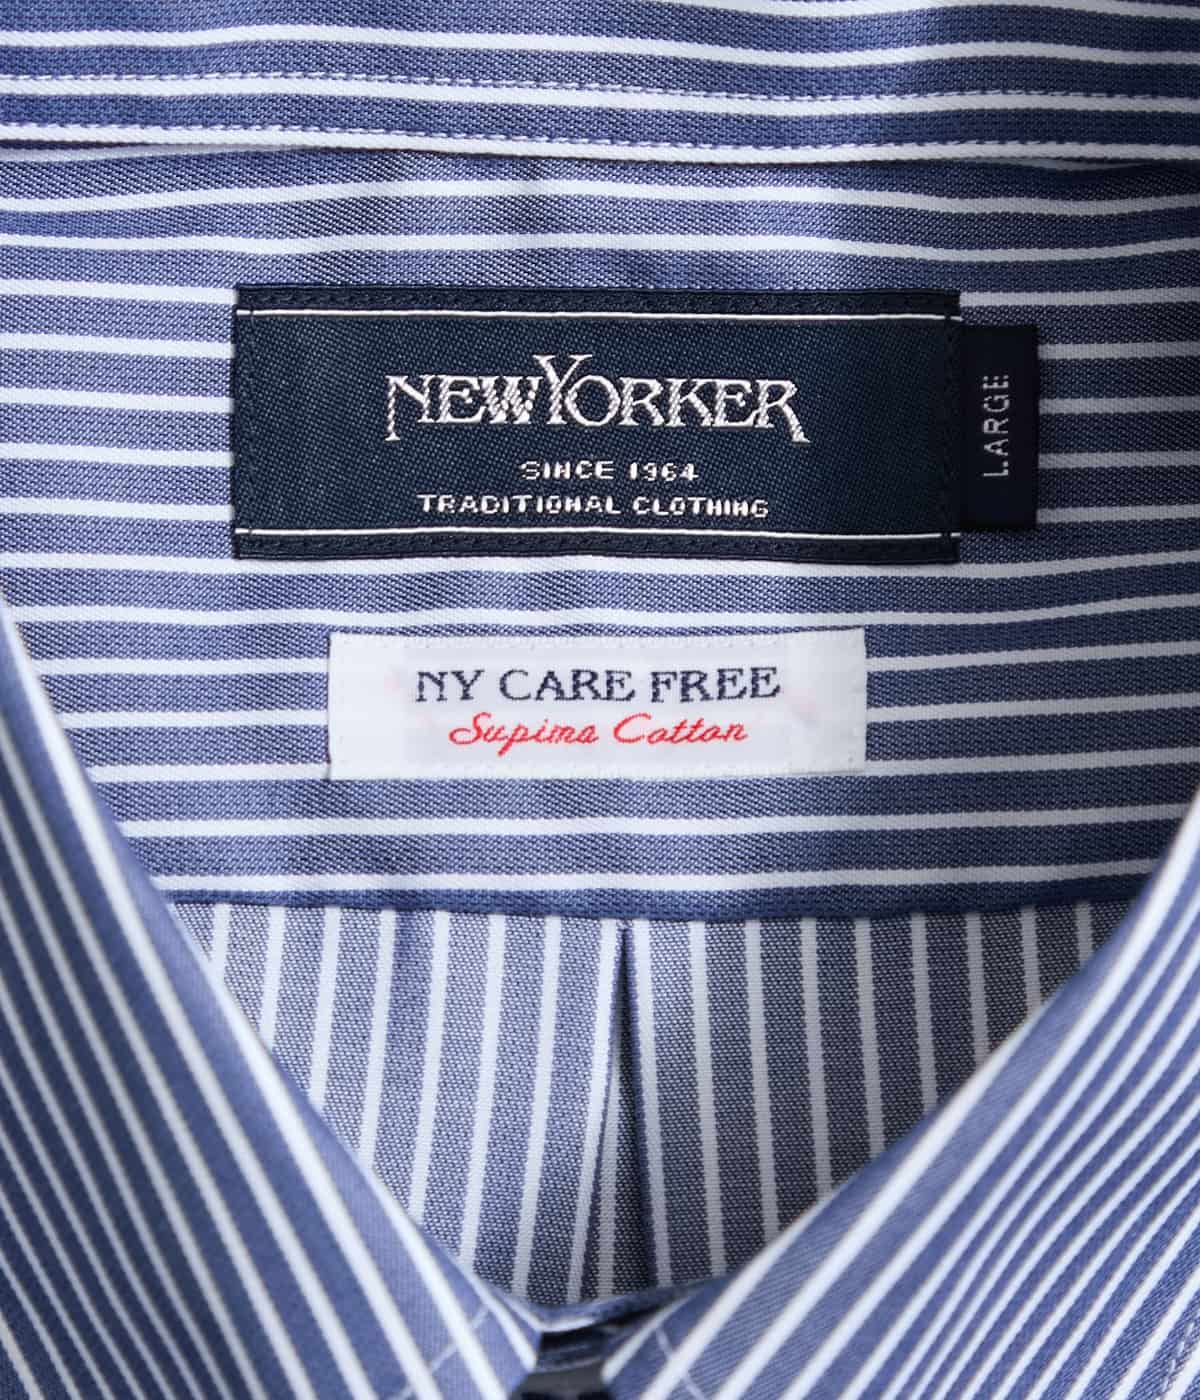 NEWYORKER
SINCE 1964
TRADITIONAL CLOTHING
LARGE
NY CARE FREE
Supima Cotton